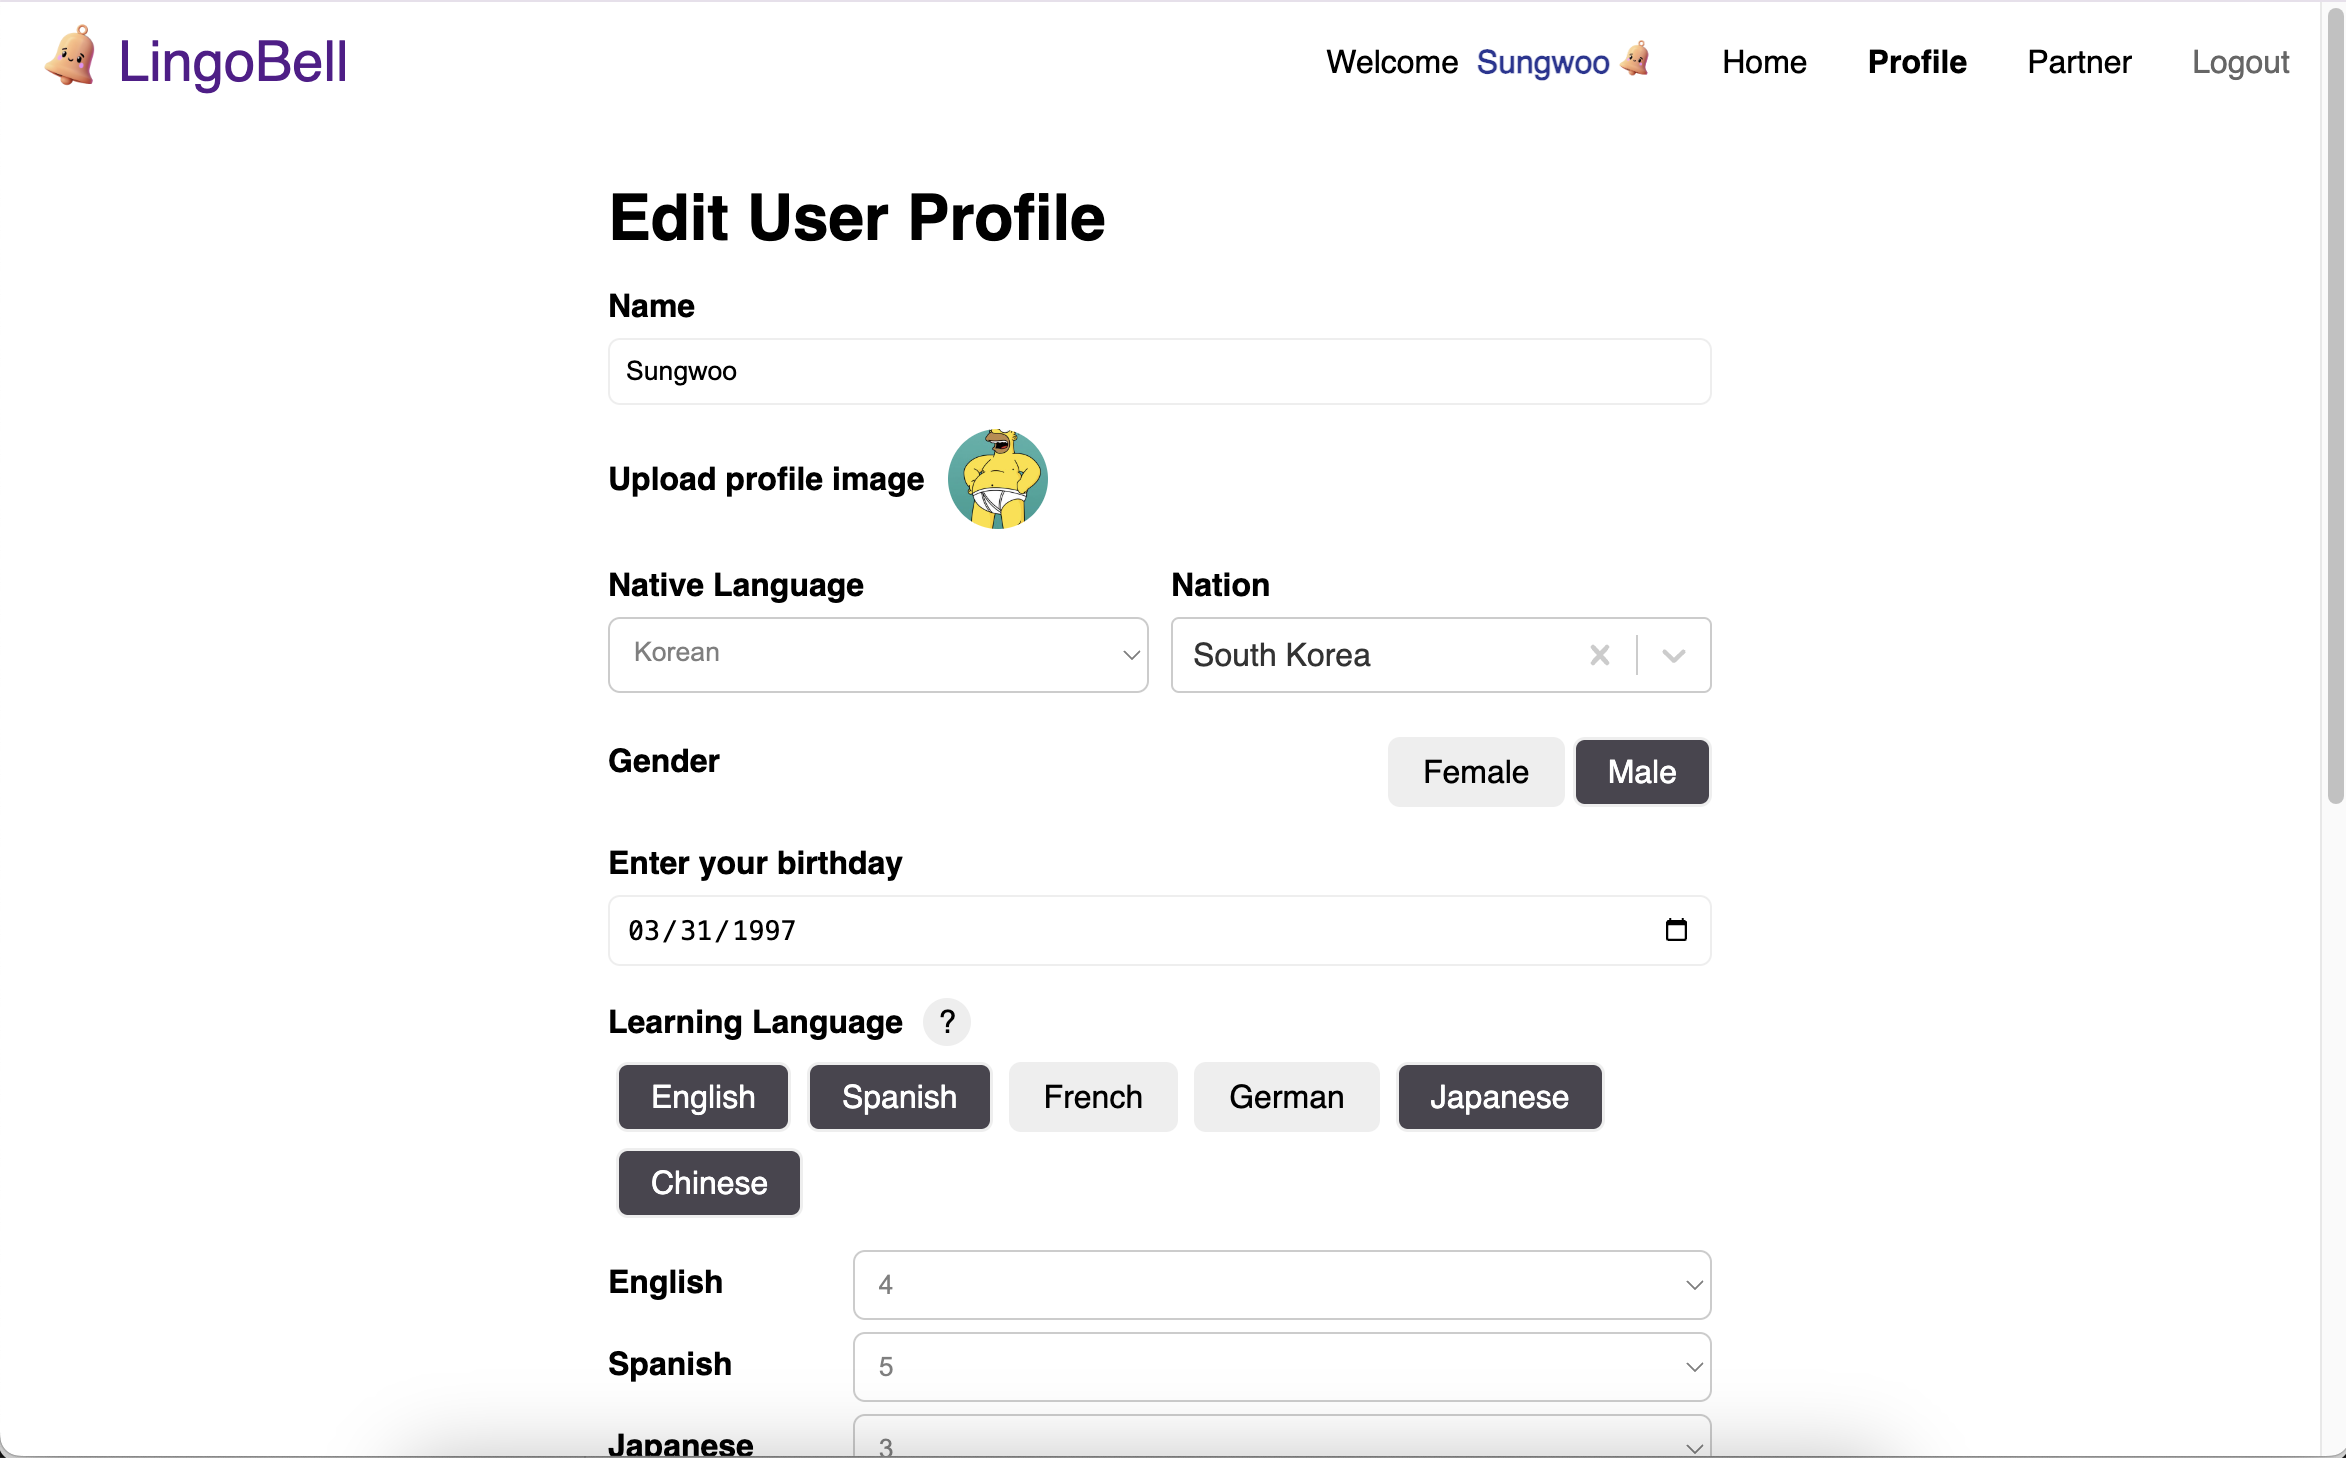 LingoBell
Welcome Sungwoo Home Profile Partner Logout
Edit User Profile
Name
Sungwoo
Upload profile image
Native Language Nation
Korean South Korea
Gender Female Male
Enter your birthday
03/31/1997
Learning Language ?
English Spanish French German Japanese
Chinese
English 4
Spanish 5
Japanese 3